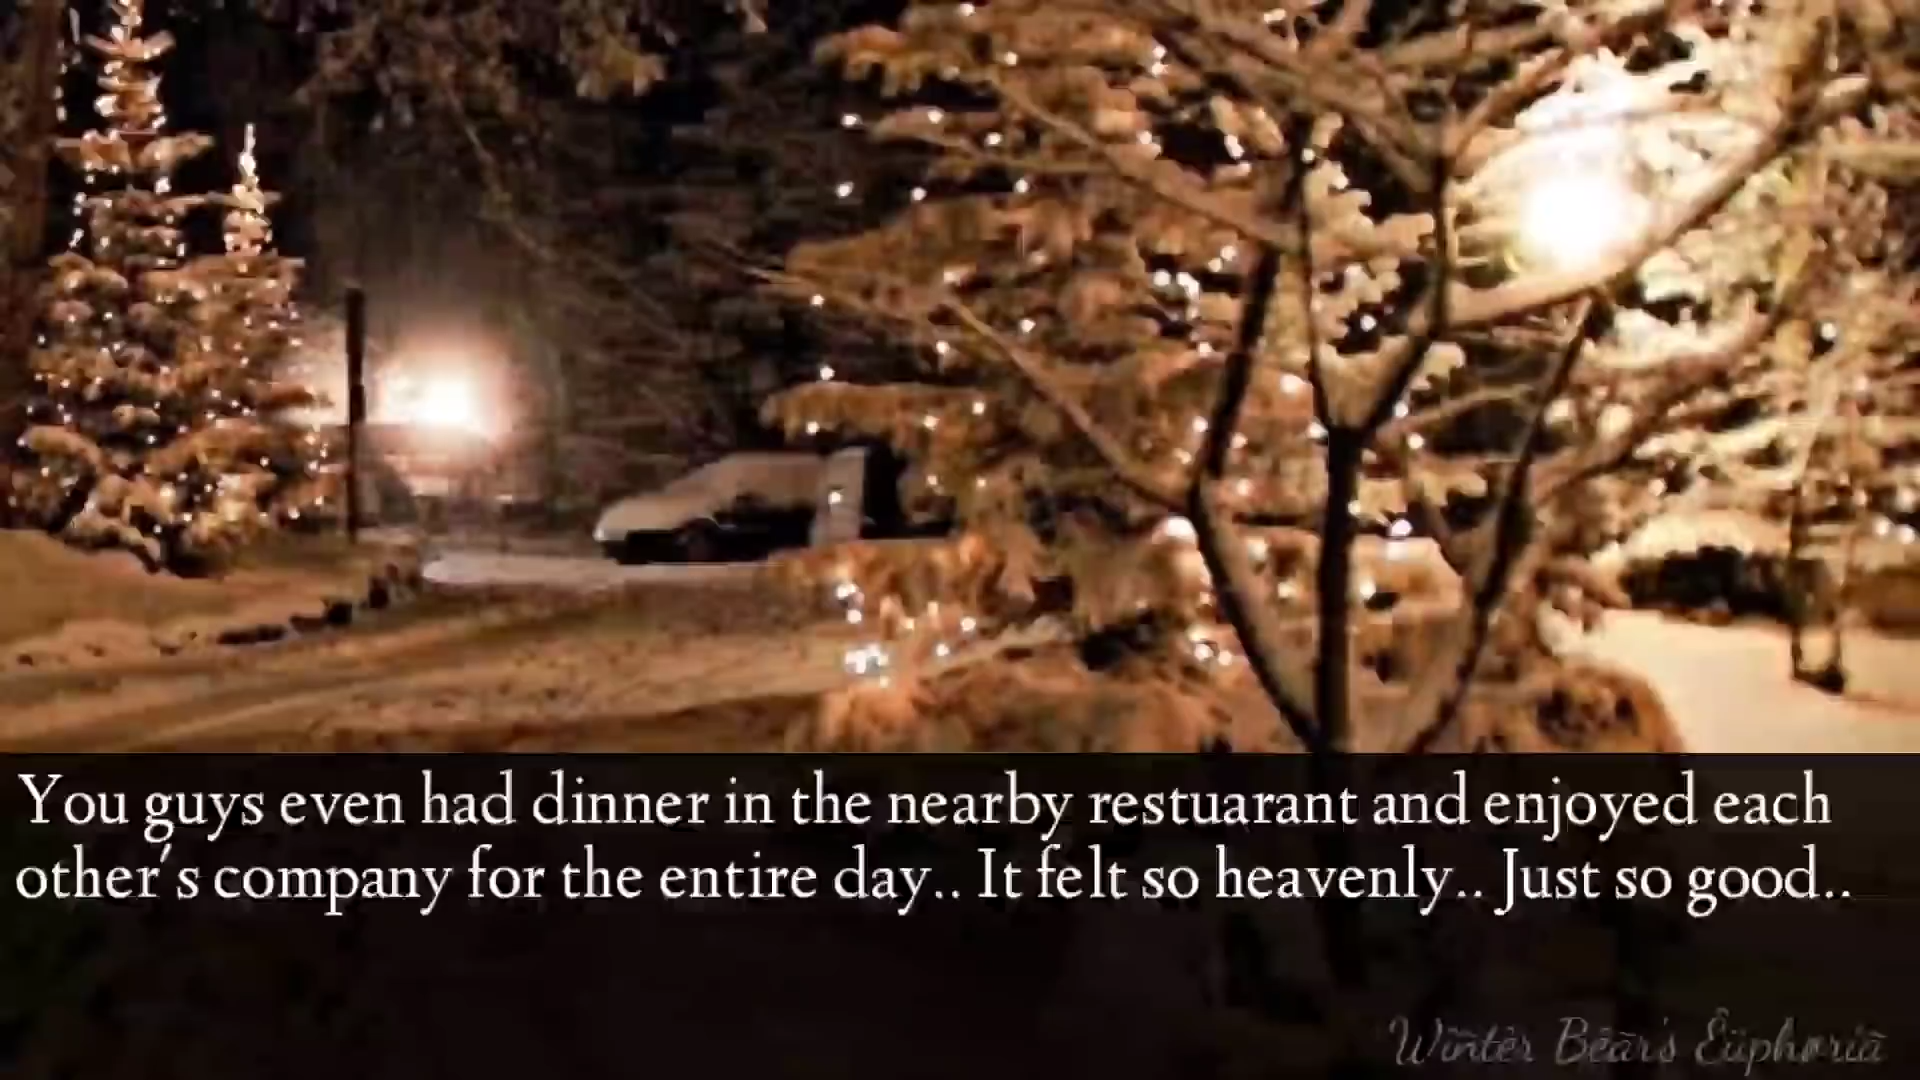 You guys even had dinner in the nearby restuarant and enjoyed each
other's company for the entire day.. It felt so heavenly.. Just so good..
Winter Bear's Euphoria